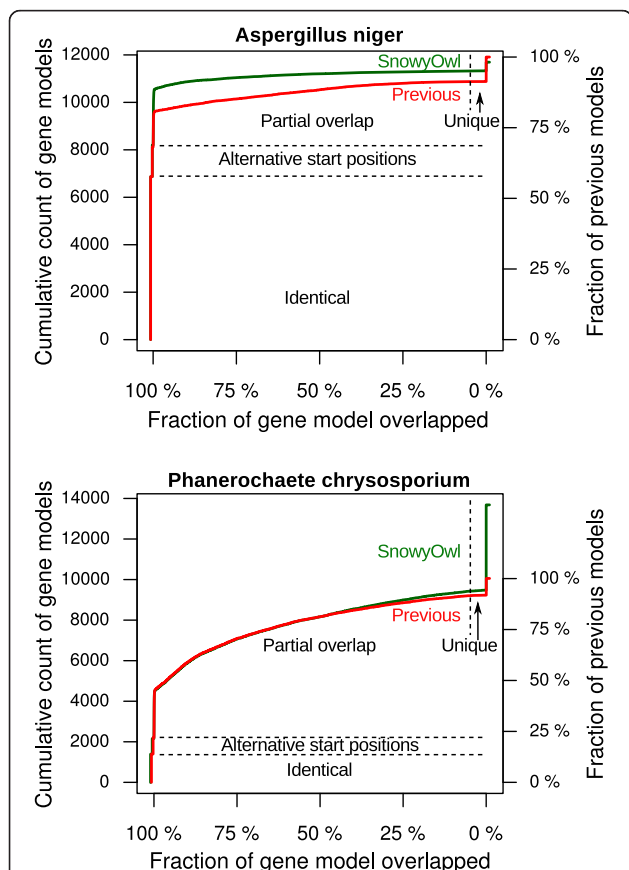 Aspergillus niger
Cumulative count of gene models
12000
10000
8000
6000
4000
2000
0
SnowyOwl
Previous
Partial overlap
Unique
Alternative start positions
Identical
100 %
75 %
50 %
25 %
0 %
Fraction of previous models
100 %
75 %
50 %
25 %
0 %
Fraction of gene model overlapped
Phanerochaete chrysosporium
Cumulative count of gene models
14000
12000
10000
8000
6000
4000
2000
0
SnowyOwl
Previous
Partial overlap
Unique
Alternative start positions
Identical
100 %
75 %
50 %
25 %
0 %
Fraction of previous models
100 %
75 %
50 %
25 %
0 %
Fraction of gene model overlapped